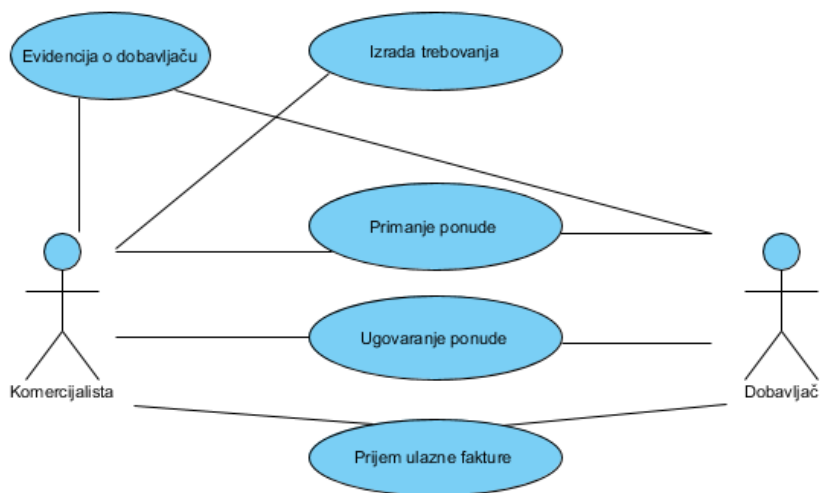 Evidencija o dobavljaču
Izrada trebovanja
Primanje ponude
Ugovaranje ponude
Komercijalista
Dobavljač
Prijem ulazne fakture